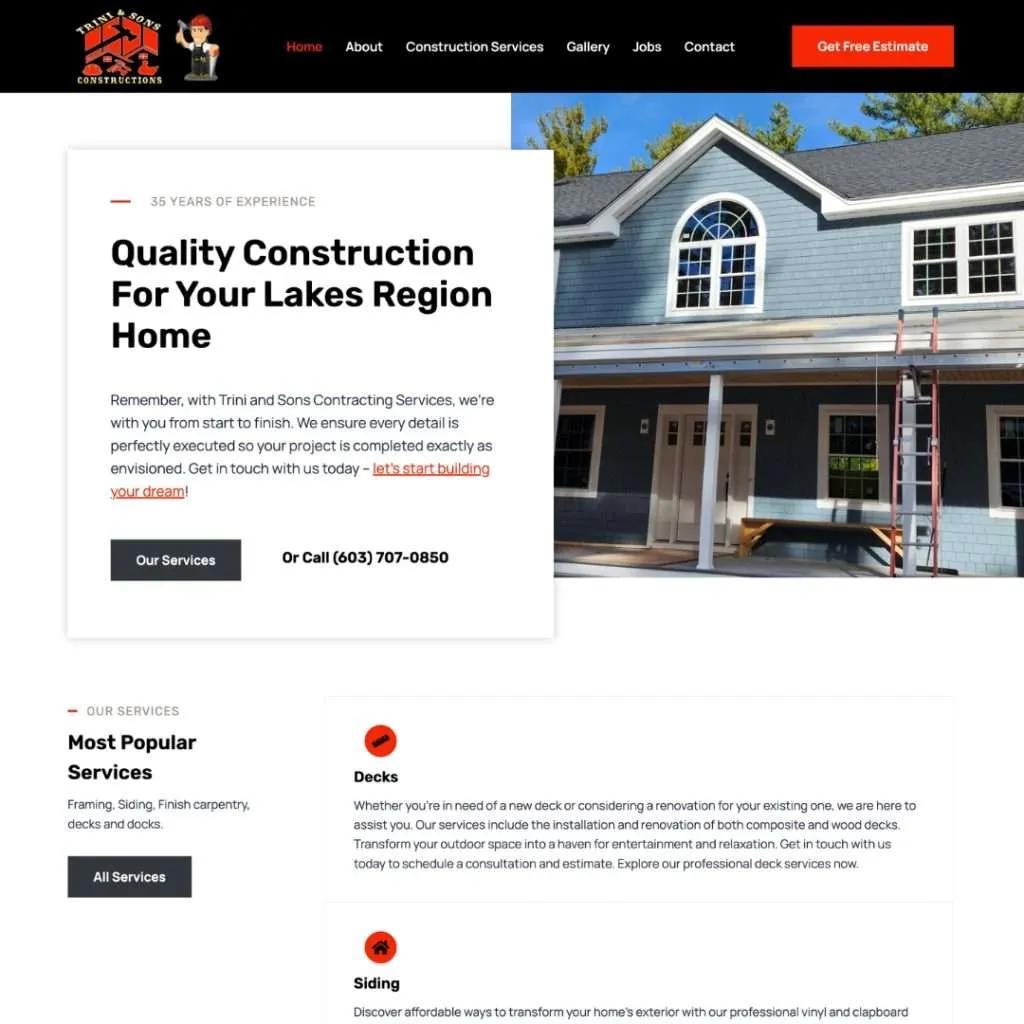 TRINI & SONS
CONSTRUCTIONS
Home About Construction Services Gallery Jobs Contact
Get Free Estimate
35 YEARS OF EXPERIENCE
Quality Construction
For Your Lakes Region
Home
Remember, with Trini and Sons Contracting Services, we're
with you from start to finish. We ensure every detail is
perfectly executed so your project is completed exactly as
envisioned. Get in touch with us today – let's start building
your dream!
Our Services
Or Call (603) 707-0850
OUR SERVICES
Most Popular
Services
Framing, Siding, Finish carpentry,
decks and docks.
All Services
Decks
Whether you're in need of a new deck or considering a renovation for your existing one, we are here to
assist you. Our services include the installation and renovation of both composite and wood decks.
Transform your outdoor space into a haven for entertainment and relaxation. Get in touch with us
today to schedule a consultation and estimate. Explore our professional deck services now.
Siding
Discover affordable ways to transform your home's exterior with our professional vinyl and clapboard